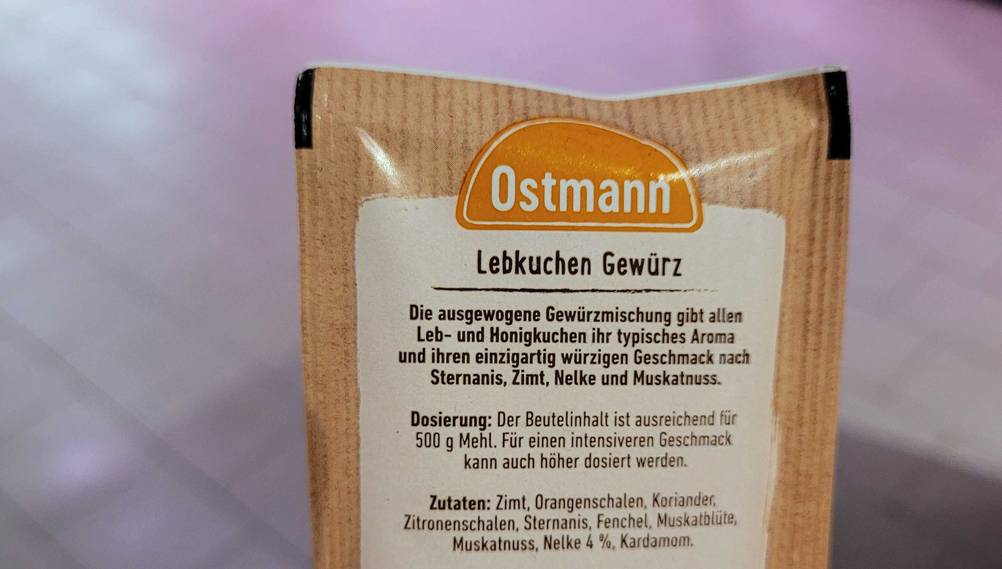 Ostmann
Lebkuchen Gewürz
Die ausgewogene Gewürzmischung gibt allen
Leb- und Honigkuchen ihr typisches Aroma
und ihren einzigartig würzigen Geschmack nach
Sternanis, Zimt, Nelke und Muskatnuss.
Dosierung: Der Beutelinhalt ist ausreichend für
500 g Mehl. Für einen intensiveren Geschmack
kann auch höher dosiert werden.
Zutaten: Zimt, Orangenschalen, Koriander,
Zitronenschalen, Sternanis, Fenchel, Muskatblüte,
Muskatnuss, Nelke 4 %, Kardamom.